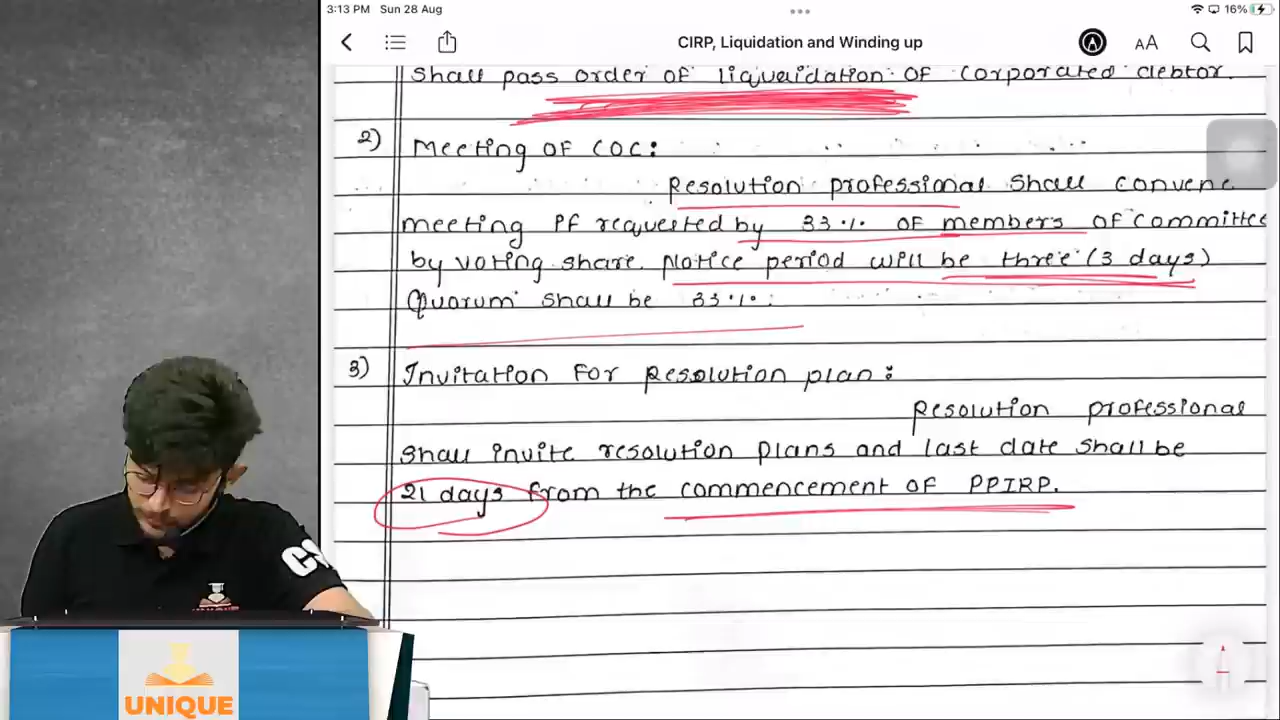 3:13 PM Sun 28 Aug
16%
CIRP, Liquidation and Winding up
AA
Shall pass order of liquaidation of corporated debtor.
2) Meeting of COC:
Resolution professional Shall convene
meeting if requested by 33% of members of committee
by voting share. Notice period will be three (3 days)
Quorum shall be 33%.
3) Invitation for Resolution plan:
Resolution professional
shall invite resolution plans and last date shall be
21 days from the commencement of PPIRP.
UNIQUE